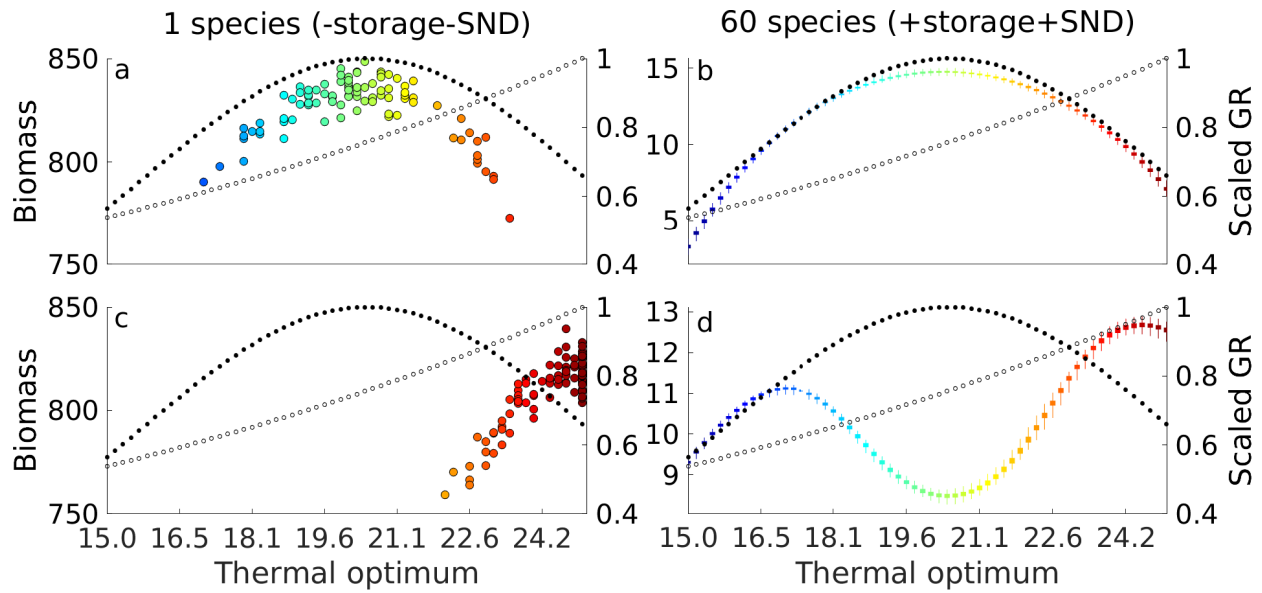 1 species (-storage-SND)
60 species (+storage+SND)
a
850
800
750
Biomass
1
0.8
0.6
0.4
b
15
10
5
1
0.8
0.6
0.4
Scaled GR
c
850
800
750
Biomass
1
0.8
0.6
0.4
15.0 16.5 18.1 19.6 21.1 22.6 24.2
Thermal optimum
d
13
12
11
10
9
1
0.8
0.6
0.4
Scaled GR
15.0 16.5 18.1 19.6 21.1 22.6 24.2
Thermal optimum